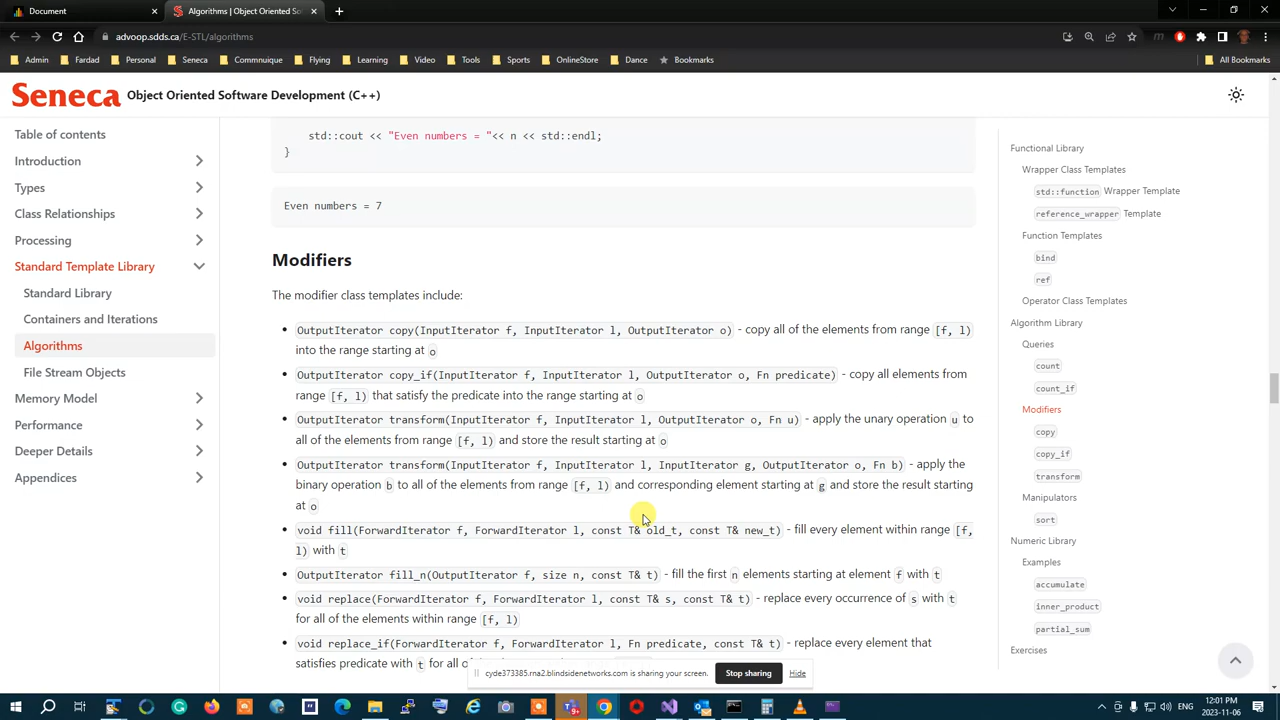 Document
Algorithms | Object Oriented So
advoop.sdds.ca/E-STL/algorithms
Admin Fardad Personal Seneca Commnuique Flying Learning Video Tools Sports OnlineStore Dance Bookmarks All Bookmarks
Seneca Object Oriented Software Development (C++)
Table of contents
Introduction
Types
Class Relationships
Processing
Standard Template Library
Standard Library
Containers and Iterations
Algorithms
File Stream Objects
Memory Model
Performance
Deeper Details
Appendices
std::cout << "Even numbers = "<< n << std::endl;
}
Even numbers = 7
Modifiers
The modifier class templates include:
OutputIterator copy(InputIterator f, InputIterator l, OutputIterator o) - copy all of the elements from range [f, l)
into the range starting at o
OutputIterator copy_if(InputIterator f, InputIterator l, OutputIterator o, Fn predicate) - copy all elements from
range [f, l) that satisfy the predicate into the range starting at o
OutputIterator transform(InputIterator f, InputIterator l, OutputIterator o, Fn u) - apply the unary operation u to
all of the elements from range [f, l) and store the result starting at o
OutputIterator transform(InputIterator f, InputIterator l, InputIterator g, OutputIterator o, Fn b) - apply the
binary operation b to all of the elements from range [f, l) and corresponding element starting at g and store the result starting
at o
void fill(ForwardIterator f, ForwardIterator l, const T& old_t, const T& new_t) - fill every element within range [f,
l) with t
OutputIterator fill_n(OutputIterator f, size n, const T& t) - fill the first n elements starting at element f with t
void replace(ForwardIterator f, ForwardIterator l, const T& s, const T& t) - replace every occurrence of s with t
for all of the elements within range [f, l)
void replace_if(ForwardIterator f, ForwardIterator l, Fn predicate, const T& t) - replace every element that
satisfies predicate with t for all of
Functional Library
Wrapper Class Templates
std::function Wrapper Template
reference_wrapper Template
Function Templates
bind
ref
Operator Class Templates
Algorithm Library
Queries
count
count_if
Modifiers
copy
copy_if
transform
Manipulators
sort
Numeric Library
Examples
accumulate
inner_product
partial_sum
Exercises
cyde373385.rna2.blindsidenetworks.com is sharing your screen. Stop sharing Hide
ENG 12:01 PM
2023-11-06